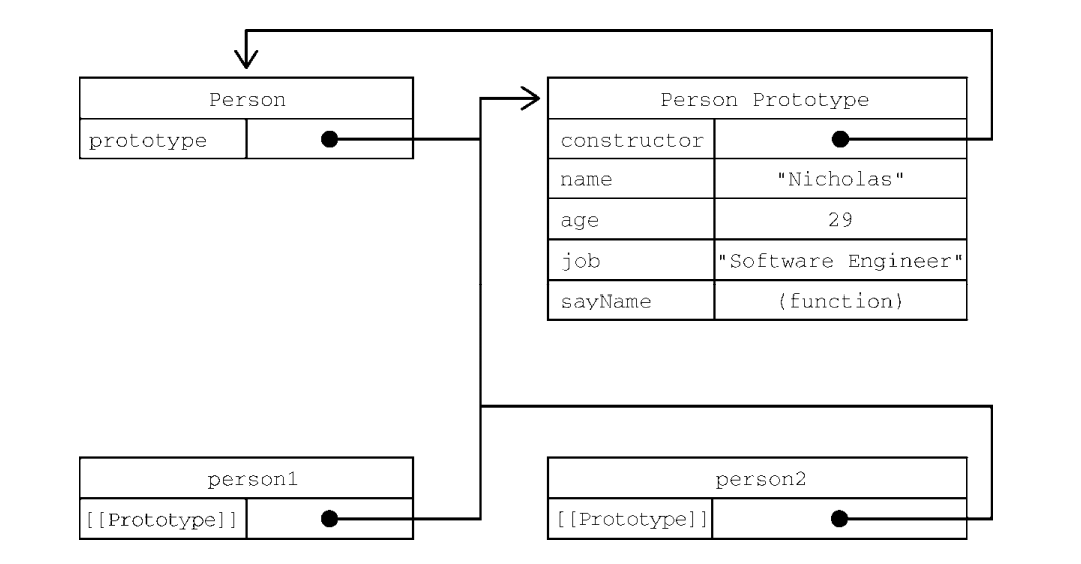 Person
prototype
Person Prototype
constructor
name "Nicholas"
age 29
job "Software Engineer"
sayName (function)
person1
[[Prototype]]
person2
[[Prototype]]